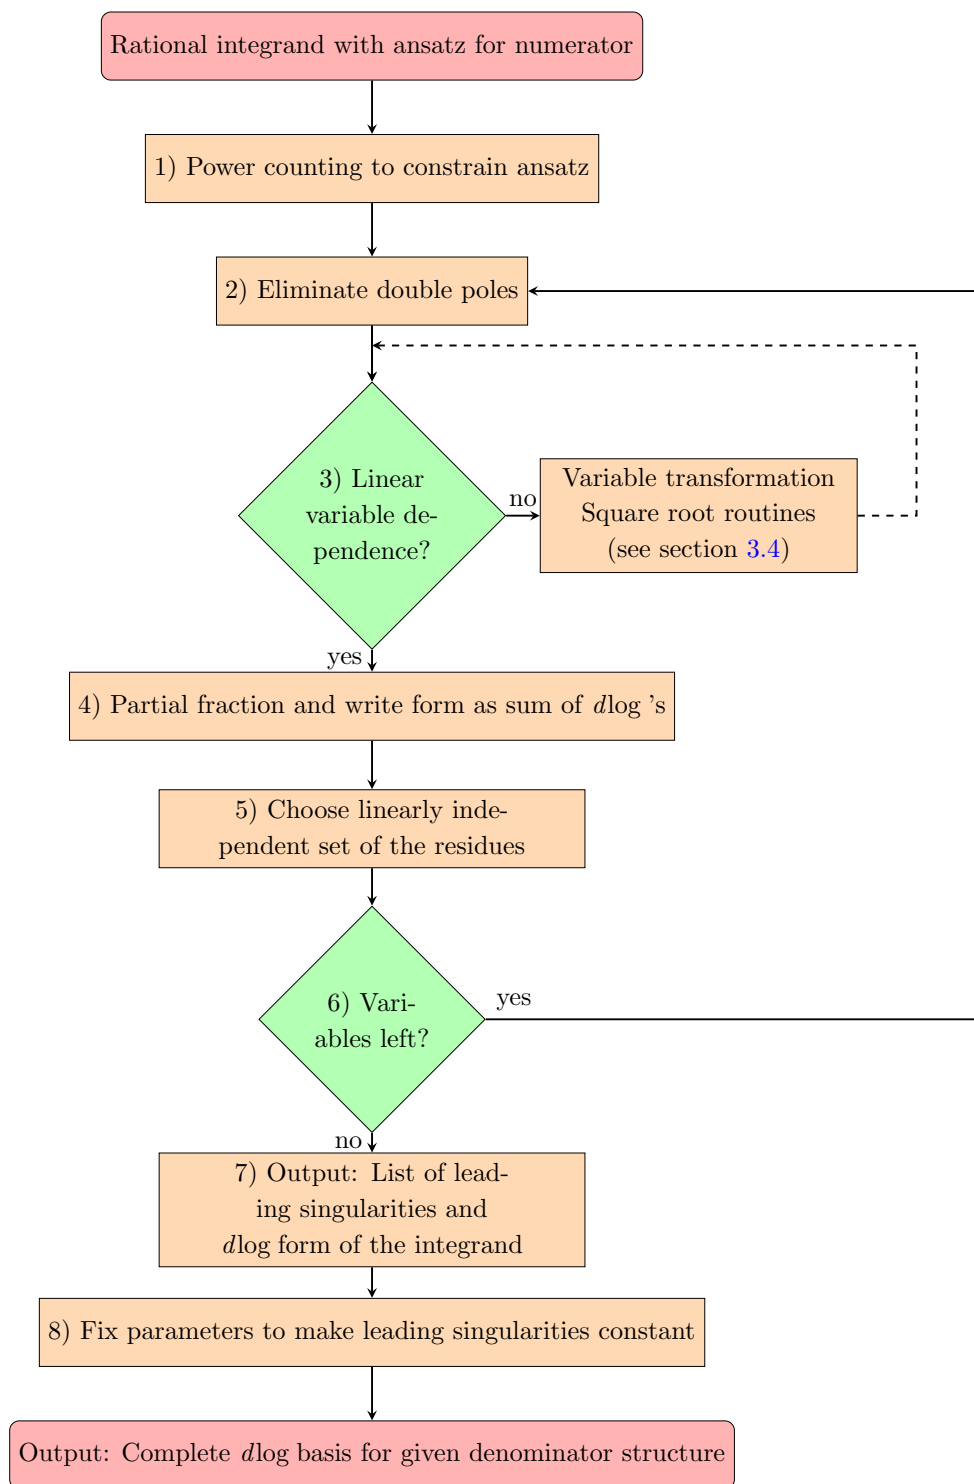 Rational integrand with ansatz for numerator
1) Power counting to constrain ansatz
2) Eliminate double poles
3) Linear
variable de-
pendence?
no
Variable transformation
Square root routines
(see section 3.4)
yes
4) Partial fraction and write form as sum of dlog 's
5) Choose linearly inde-
pendent set of the residues
6) Vari-
ables left?
yes
no
7) Output: List of lead-
ing singularities and
dlog form of the integrand
8) Fix parameters to make leading singularities constant
Output: Complete dlog basis for given denominator structure